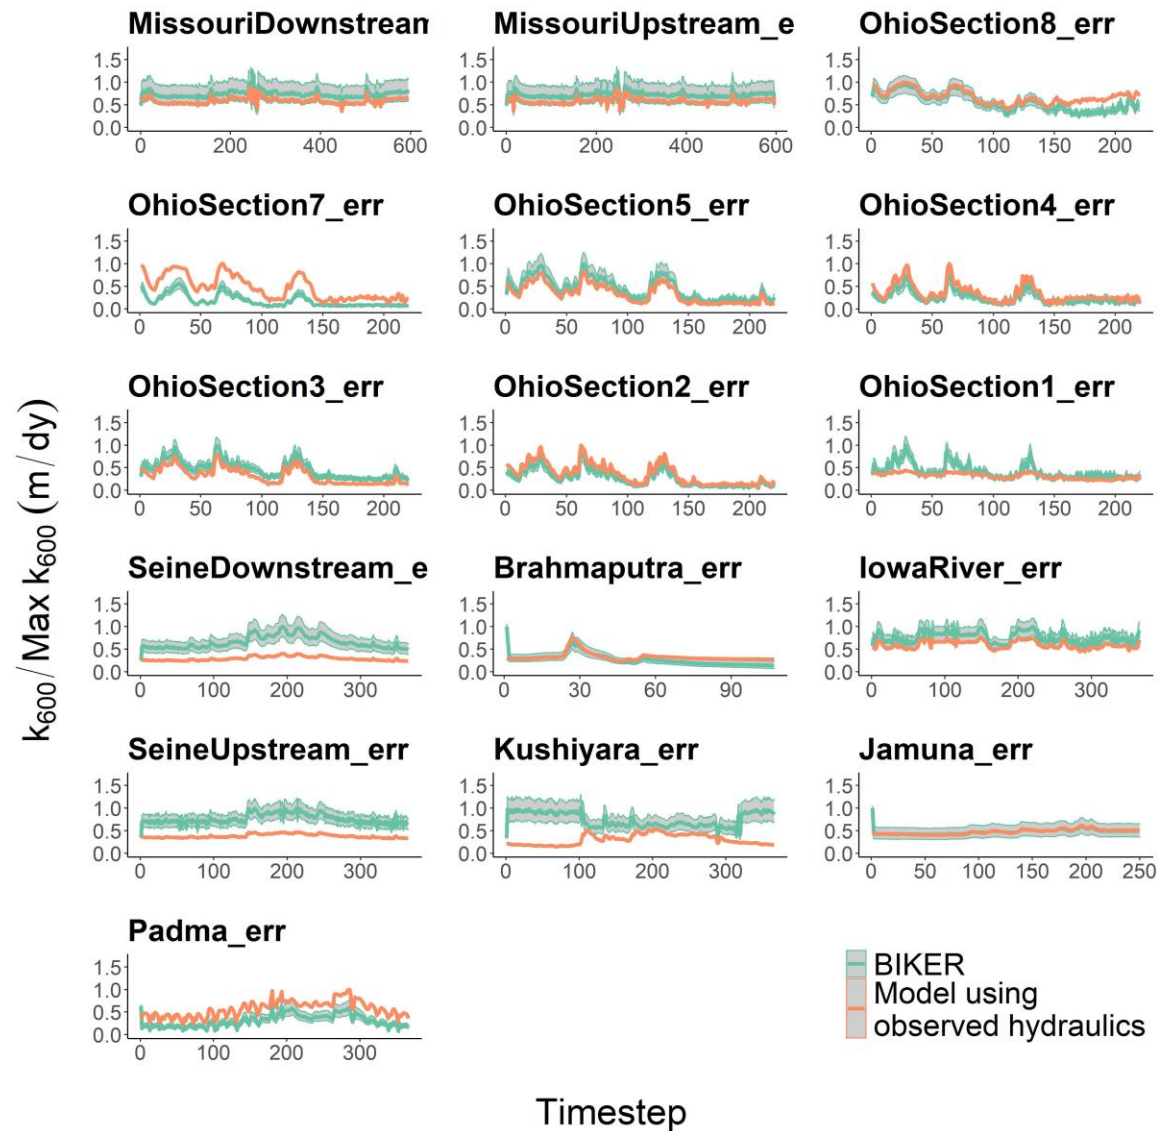 MissouriDownstream
MissouriUpstream_e
OhioSection8_err
1.5
1.0
0.5
0.0
0 200 400 600
1.5
1.0
0.5
0.0
0 200 400 600
1.5
1.0
0.5
0.0
0 50 100 150 200
OhioSection7_err
OhioSection5_err
OhioSection4_err
1.5
1.0
0.5
0.0
0 50 100 200
1.5
1.0
0.5
0.0
0 50 100 200
1.5
1.0
0.5
0.0
0 50 100 200
OhioSection3_err
OhioSection2_err
OhioSection1_err
1.5
1.0
0.5
0.0
0 50 100 200
1.5
1.0
0.5
0.0
0 50 100 200
1.5
1.0
0.5
0.0
0 50 100 200
k600/ Max k600 (m/dy)
SeineDownstream_e
Brahmaputra_err
IowaRiver_err
1.5
1.0
0.5
0.0
0 100 200 300
1.5
1.0
0.5
0.0
0 30 60 90
1.5
1.0
0.5
0.0
0 100 200 300
SeineUpstream_err
Kushiyara_err
Jamuna_err
1.5
1.0
0.5
0.0
0 100 200 300
1.5
1.0
0.5
0.0
0 100 200 300
1.5
1.0
0.5
0.0
0 50 100 150 200 250
Padma_err
1.5
1.0
0.5
0.0
0 100 200 300
BIKER
Model using
observed hydraulics
Timestep